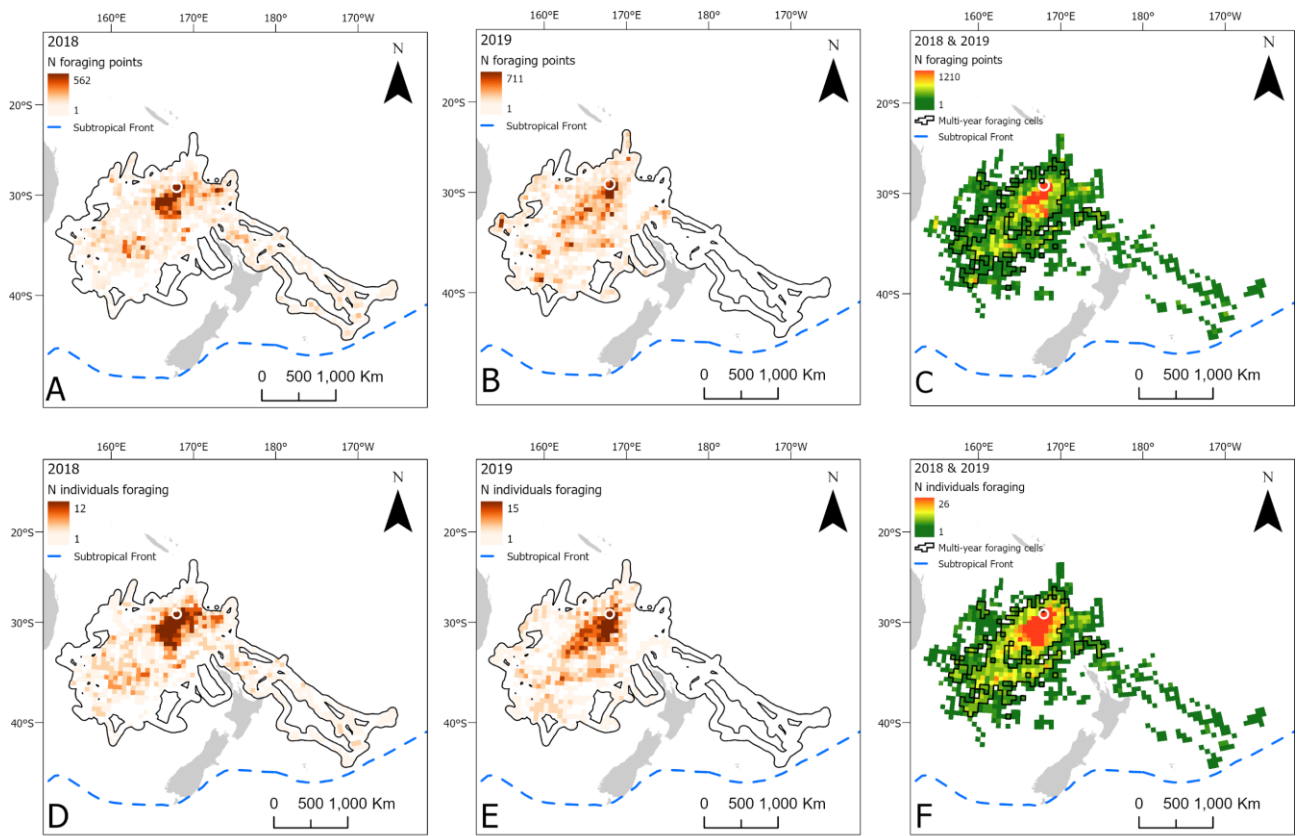 160°E 170°E 180° 170°W
2018
N foraging points
562
1
Subtropical Front
N
20°S
30°S
40°S
A
0 500 1,000 Km
160°E 170°E 180° 170°W
2019
N foraging points
711
1
Subtropical Front
N
20°S
30°S
40°S
B
0 500 1,000 Km
160°E 170°E 180° 170°W
2018 & 2019
N foraging points
1210
1
Multi-year foraging cells
Subtropical Front
N
20°S
30°S
40°S
C
0 500 1,000 Km
160°E 170°E 180° 170°W
2018
N individuals foraging
12
1
Subtropical Front
N
20°S
30°S
40°S
D
0 500 1,000 Km
160°E 170°E 180° 170°W
2019
N individuals foraging
15
1
Subtropical Front
N
20°S
30°S
40°S
E
0 500 1,000 Km
160°E 170°E 180° 170°W
2018 & 2019
N individuals foraging
26
1
Multi-year foraging cells
Subtropical Front
N
20°S
30°S
40°S
F
0 500 1,000 Km